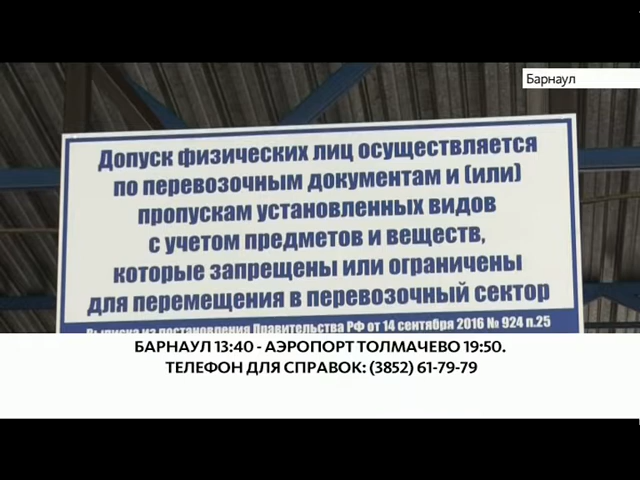 Барнаул
Допуск физических лиц осуществляется
по перевозочным документам и (или)
пропускам установленных видов
с учетом предметов и веществ,
которые запрещены или ограничены
для перемещения в перевозочный сектор
Выписка из постановления Правительства РФ от 14 сентября 2016 № 924 п.25
БАРНАУЛ 13:40 - АЭРОПОРТ ТОЛМАЧЕВО 19:50.
ТЕЛЕФОН ДЛЯ СПРАВОК: (3852) 61-79-79